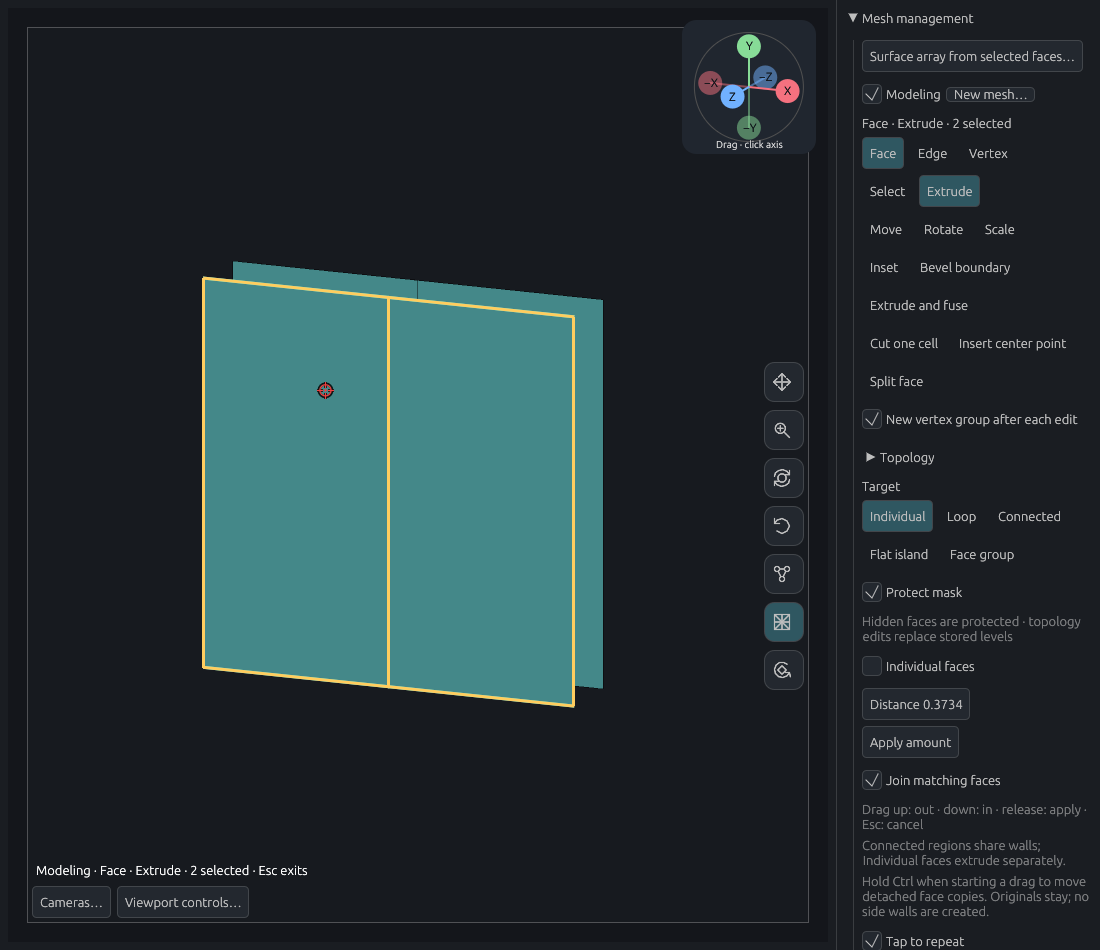 Y
−X
−Z
Z
X
−Y
Drag · click axis
Modeling · Face · Extrude · 2 selected · Esc exits
Cameras…
Viewport controls…
Mesh management
Surface array from selected faces…
Modeling New mesh…
Face · Extrude · 2 selected
Face Edge Vertex
Select Extrude
Move Rotate Scale
Inset Bevel boundary
Extrude and fuse
Cut one cell Insert center point
Split face
New vertex group after each edit
Topology
Target
Individual Loop Connected
Flat island Face group
Protect mask
Hidden faces are protected · topology
edits replace stored levels
Individual faces
Distance 0.3734
Apply amount
Join matching faces
Drag up: out · down: in · release: apply ·
Esc: cancel
Connected regions share walls;
Individual faces extrude separately.
Hold Ctrl when starting a drag to move
detached face copies. Originals stay; no
side walls are created.
Tap to repeat